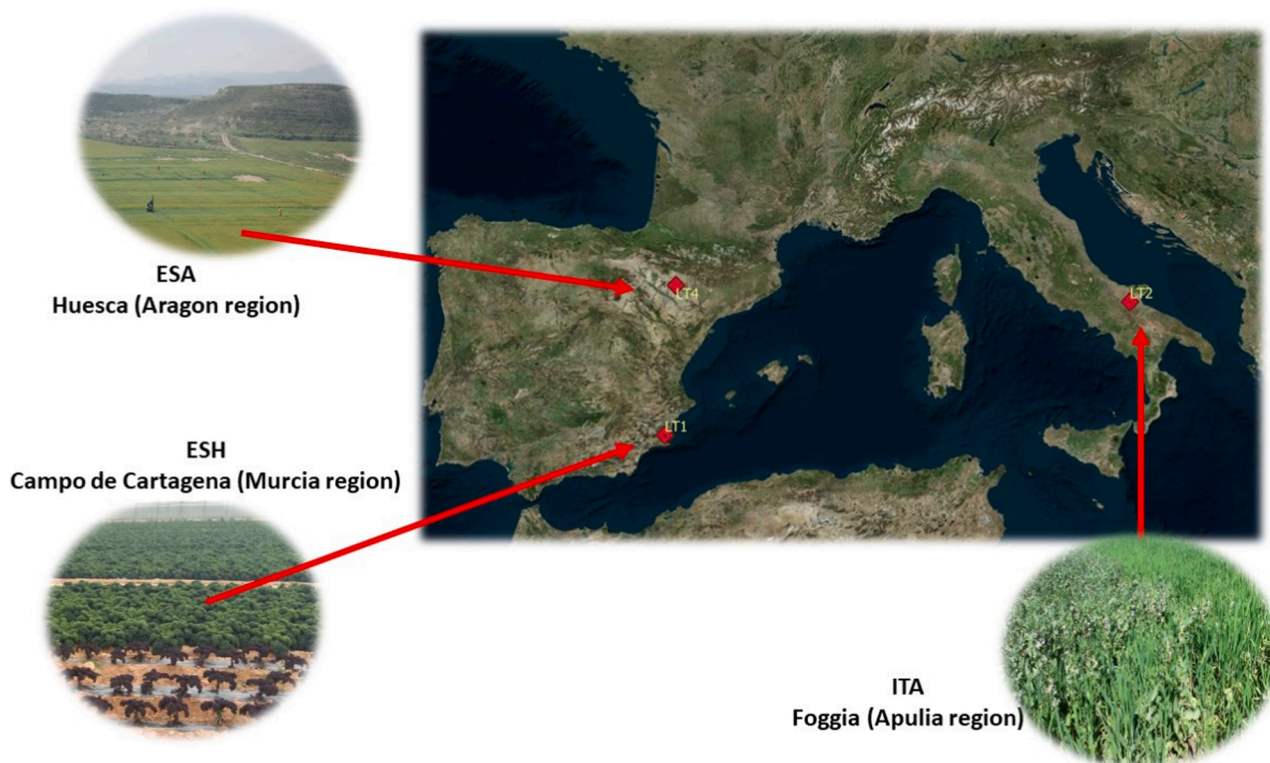 ESA
Huesca (Aragon region)
LT4
LT2
LT1
ESH
Campo de Cartagena (Murcia region)
ITA
Foggia (Apulia region)